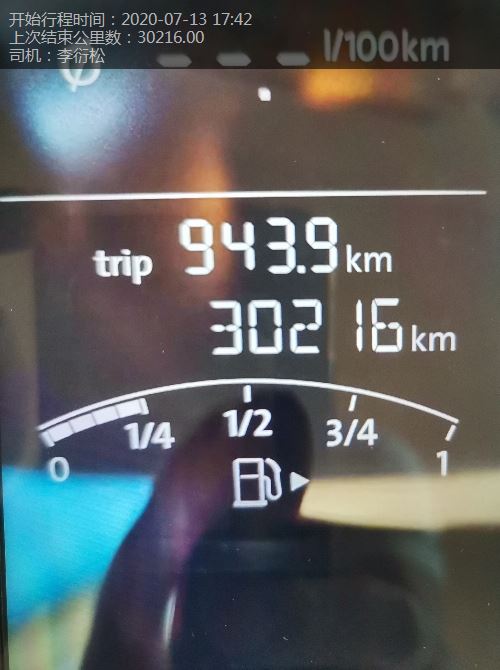 开始行程时间：2020-07-13 17:42
上次结束公里数：30216.00
司机：李衍松
Ø _ _ _ l/100km
trip 943.9 km
30216 km
0 1/4 1/2 3/4 1